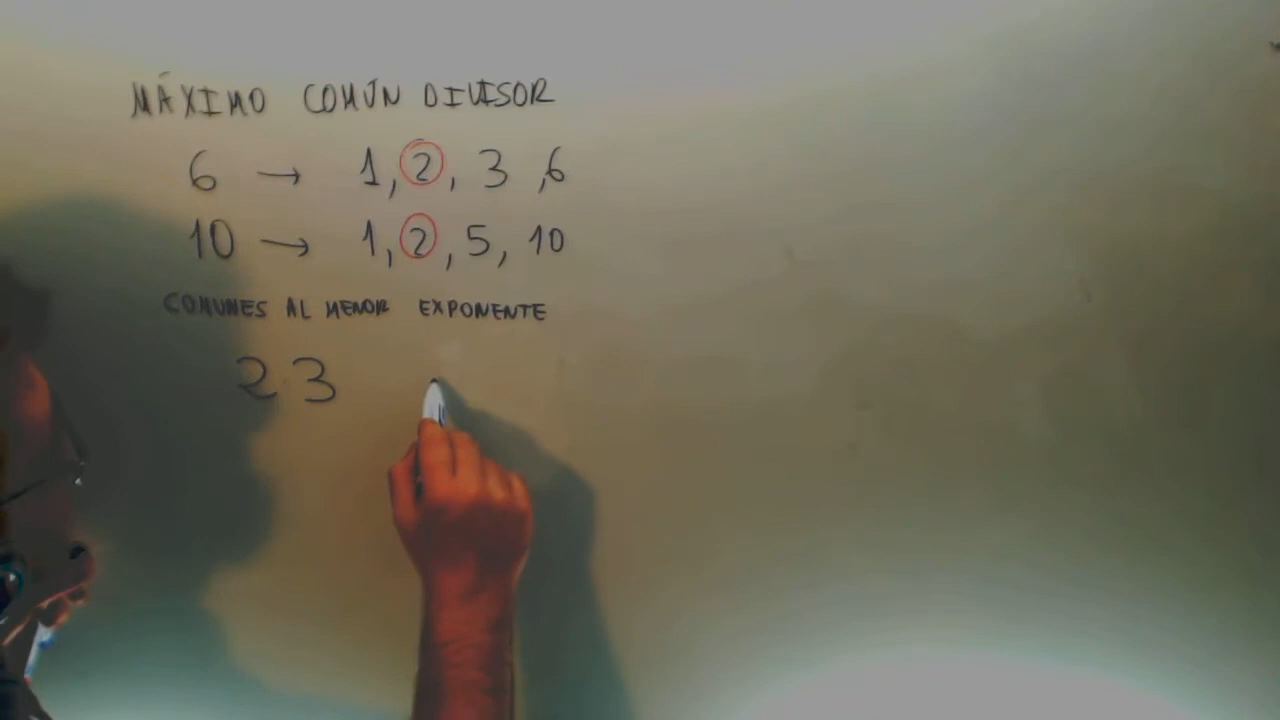 MÁXIMO COMÚN DIVISOR
6 → 1, 2, 3, 6
10 → 1, 2, 5, 10
COMUNES AL MENOR EXPONENTE
2·3